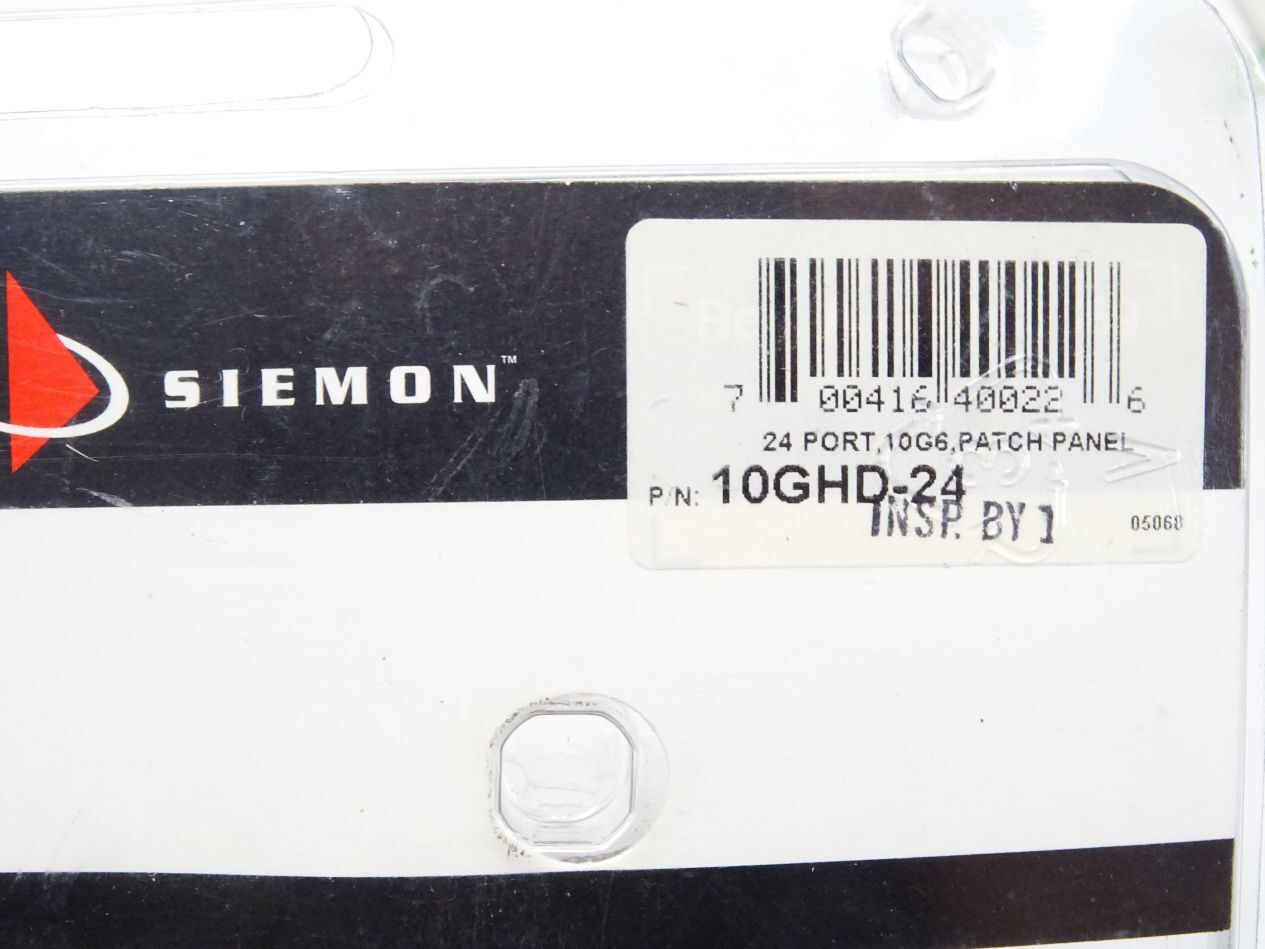 SIEMON™
7 00416 40022 6
24 PORT,10G6,PATCH PANEL
P/N: 10GHD-24
INSP. BY 1
05068